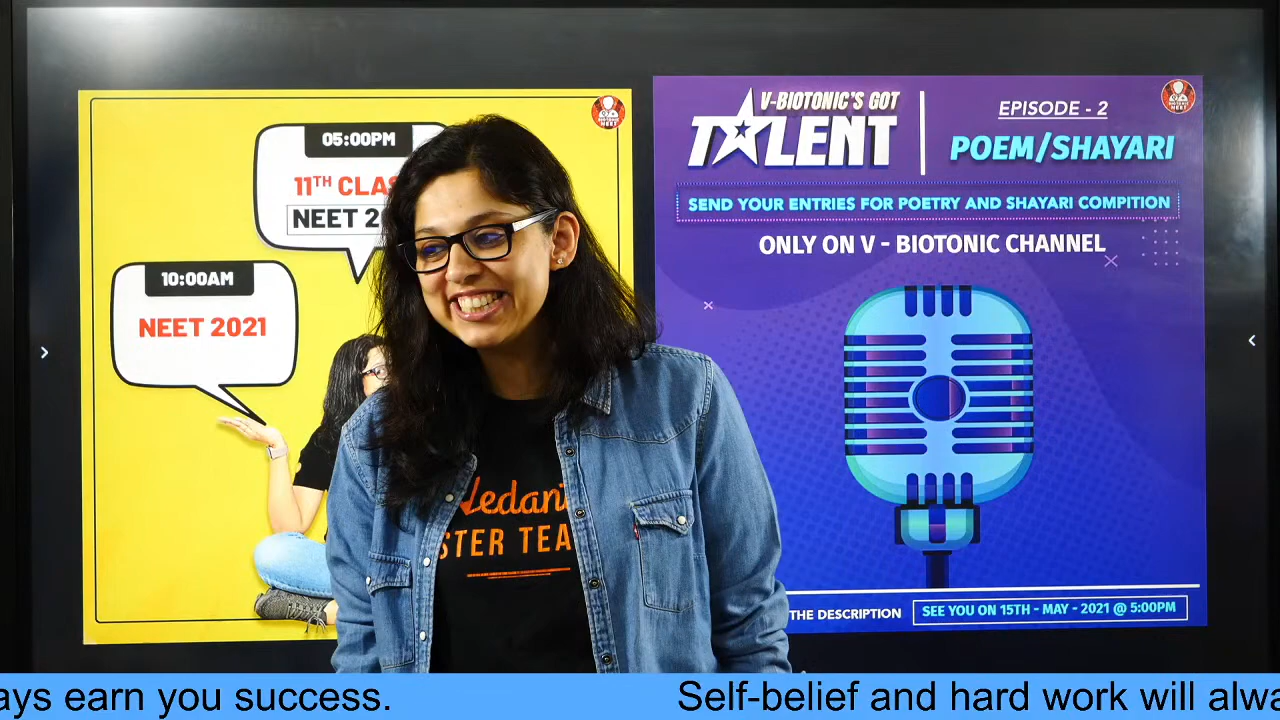 05:00PM
11TH CLAS
NEET 20
10:00AM
NEET 2021
V-BIOTONIC'S GOT
TALENT
EPISODE - 2
POEM/SHAYARI
SEND YOUR ENTRIES FOR POETRY AND SHAYARI COMPITION
ONLY ON V - BIOTONIC CHANNEL
Vedant
STER TEA
THE DESCRIPTION
SEE YOU ON 15TH - MAY - 2021 @ 5:00PM
ays earn you success.
Self-belief and hard work will alwa